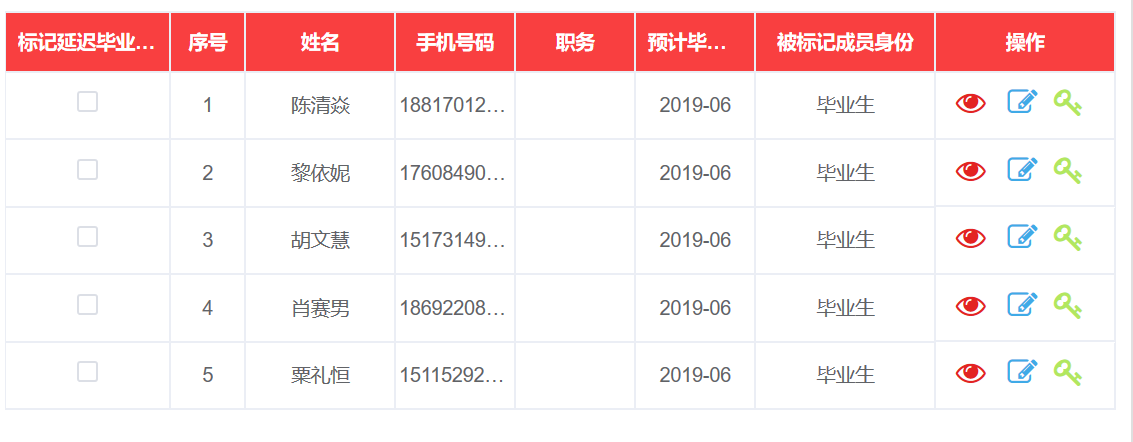 标记延迟毕业… 序号 姓名 手机号码 职务 预计毕… 被标记成员身份 操作
1 陈清焱 18817012… 2019-06 毕业生
2 黎依妮 17608490… 2019-06 毕业生
3 胡文慧 15173149… 2019-06 毕业生
4 肖赛男 18692208… 2019-06 毕业生
5 粟礼恒 15115292… 2019-06 毕业生